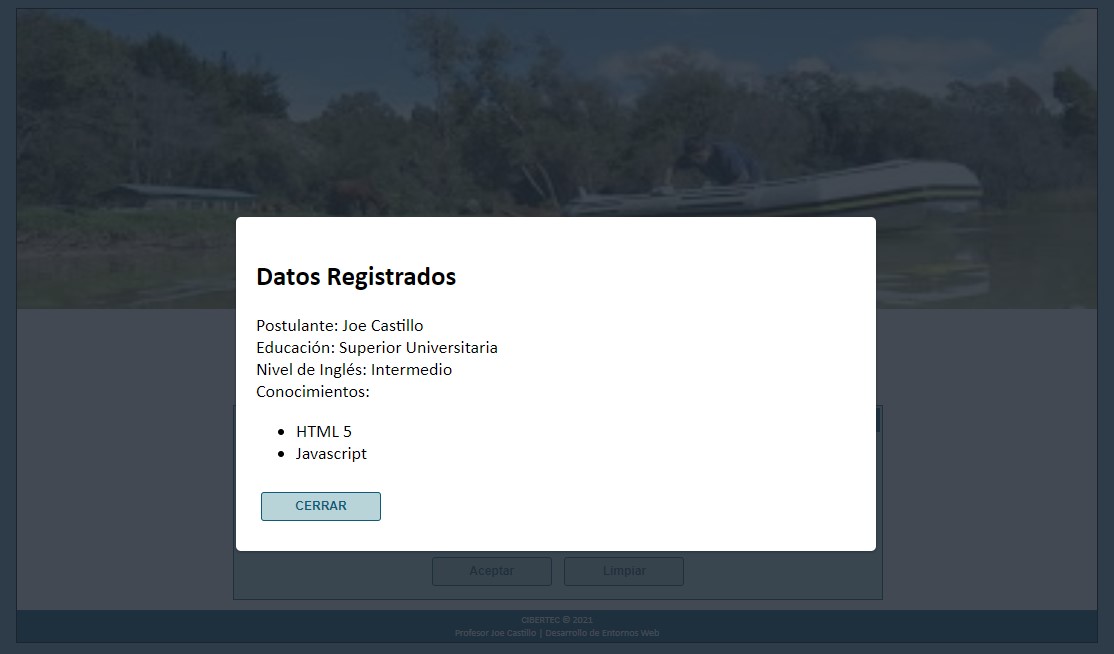 Datos Registrados
Postulante: Joe Castillo
Educación: Superior Universitaria
Nivel de Inglés: Intermedio
Conocimientos:
HTML 5
Javascript
CERRAR
Aceptar
Limpiar
CIBERTEC © 2021
Profesor Joe Castillo | Desarrollo de Entornos Web